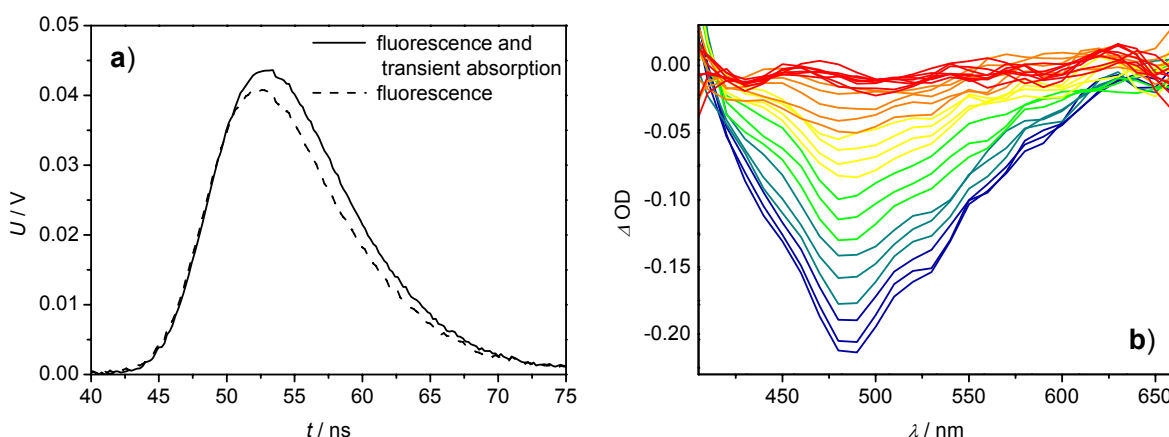 a)
fluorescence and
transient absorption
fluorescence
U / V
0.05
0.04
0.03
0.02
0.01
0.00
40 45 50 55 60 65 70 75
t / ns
b)
Δ OD
0.00
-0.05
-0.10
-0.15
-0.20
450 500 550 600 650
λ / nm